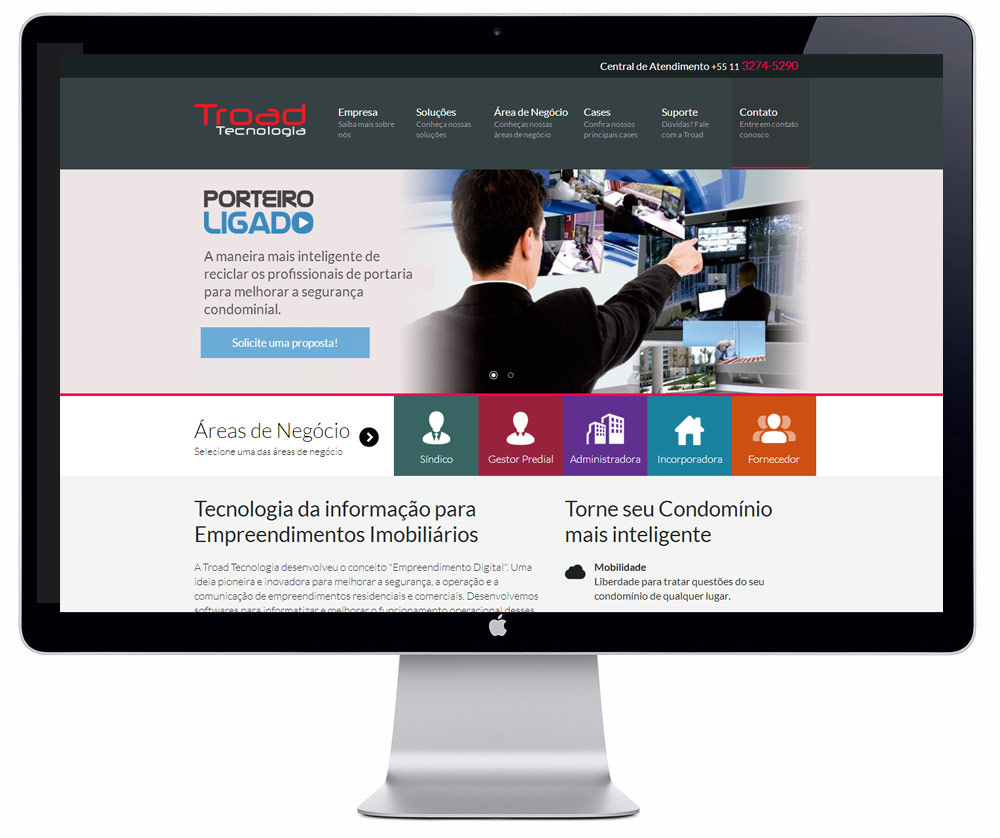 Central de Atendimento +55 11 3274-5290
Troad
Tecnologia
Empresa
Saiba mais sobre
nós
Soluções
Conheça nossas
soluções
Área de Negócio
Conheças nossas
áreas de negócio
Cases
Confira nossos
principais cases
Suporte
Dúvidas? Fale
com a Troad
Contato
Entre em contato
conosco
PORTEIRO
LIGADO
A maneira mais inteligente de
reciclar os profissionais de portaria
para melhorar a segurança
condominial.
Solicite uma proposta!
Áreas de Negócio
Selecione uma das áreas de negócio
Síndico
Gestor Predial
Administradora
Incorporadora
Fornecedor
Tecnologia da informação para
Empreendimentos Imobiliários
A Troad Tecnologia desenvolveu o conceito "Empreendimento Digital". Uma
ideia pioneira e inovadora para melhorar a segurança, a operação e a
comunicação de empreendimentos residenciais e comerciais. Desenvolvemos
softwares para informatizar e melhorar o funcionamento operacional desses
Torne seu Condomínio
mais inteligente
Mobilidade
Liberdade para tratar questões do seu
condomínio de qualquer lugar.